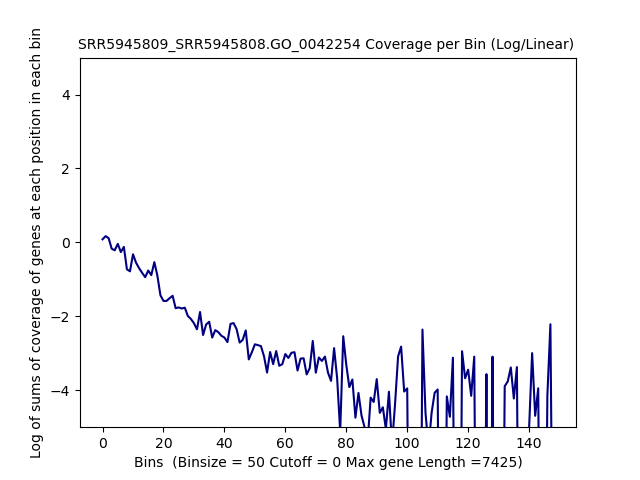 SRR5945809_SRR5945808.GO_0042254 Coverage per Bin (Log/Linear)
Log of sums of coverage of genes at each position in each bin
4
2
0
−2
−4
0 20 40 60 80 100 120 140
Bins  (Binsize = 50 Cutoff = 0 Max gene Length =7425)